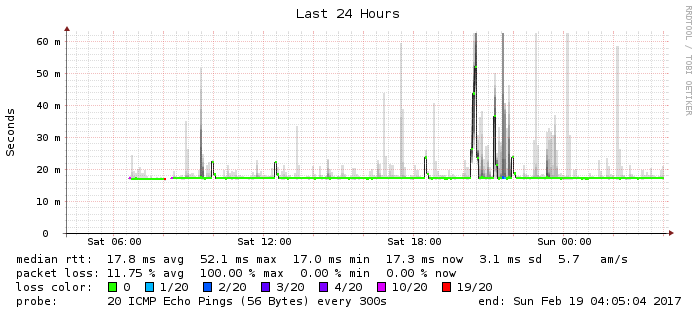 Last 24 Hours
RRDTOOL / TOBI OETIKER
Seconds
60 m
50 m
40 m
30 m
20 m
10 m
0
Sat 06:00 Sat 12:00 Sat 18:00 Sun 00:00
median rtt: 17.8 ms avg 52.1 ms max 17.0 ms min 17.3 ms now 3.1 ms sd 5.7 am/s
packet loss: 11.75 % avg 100.00 % max 0.00 % min 0.00 % now
loss color: 0 1/20 2/20 3/20 4/20 10/20 19/20
probe: 20 ICMP Echo Pings (56 Bytes) every 300s end: Sun Feb 19 04:05:04 2017